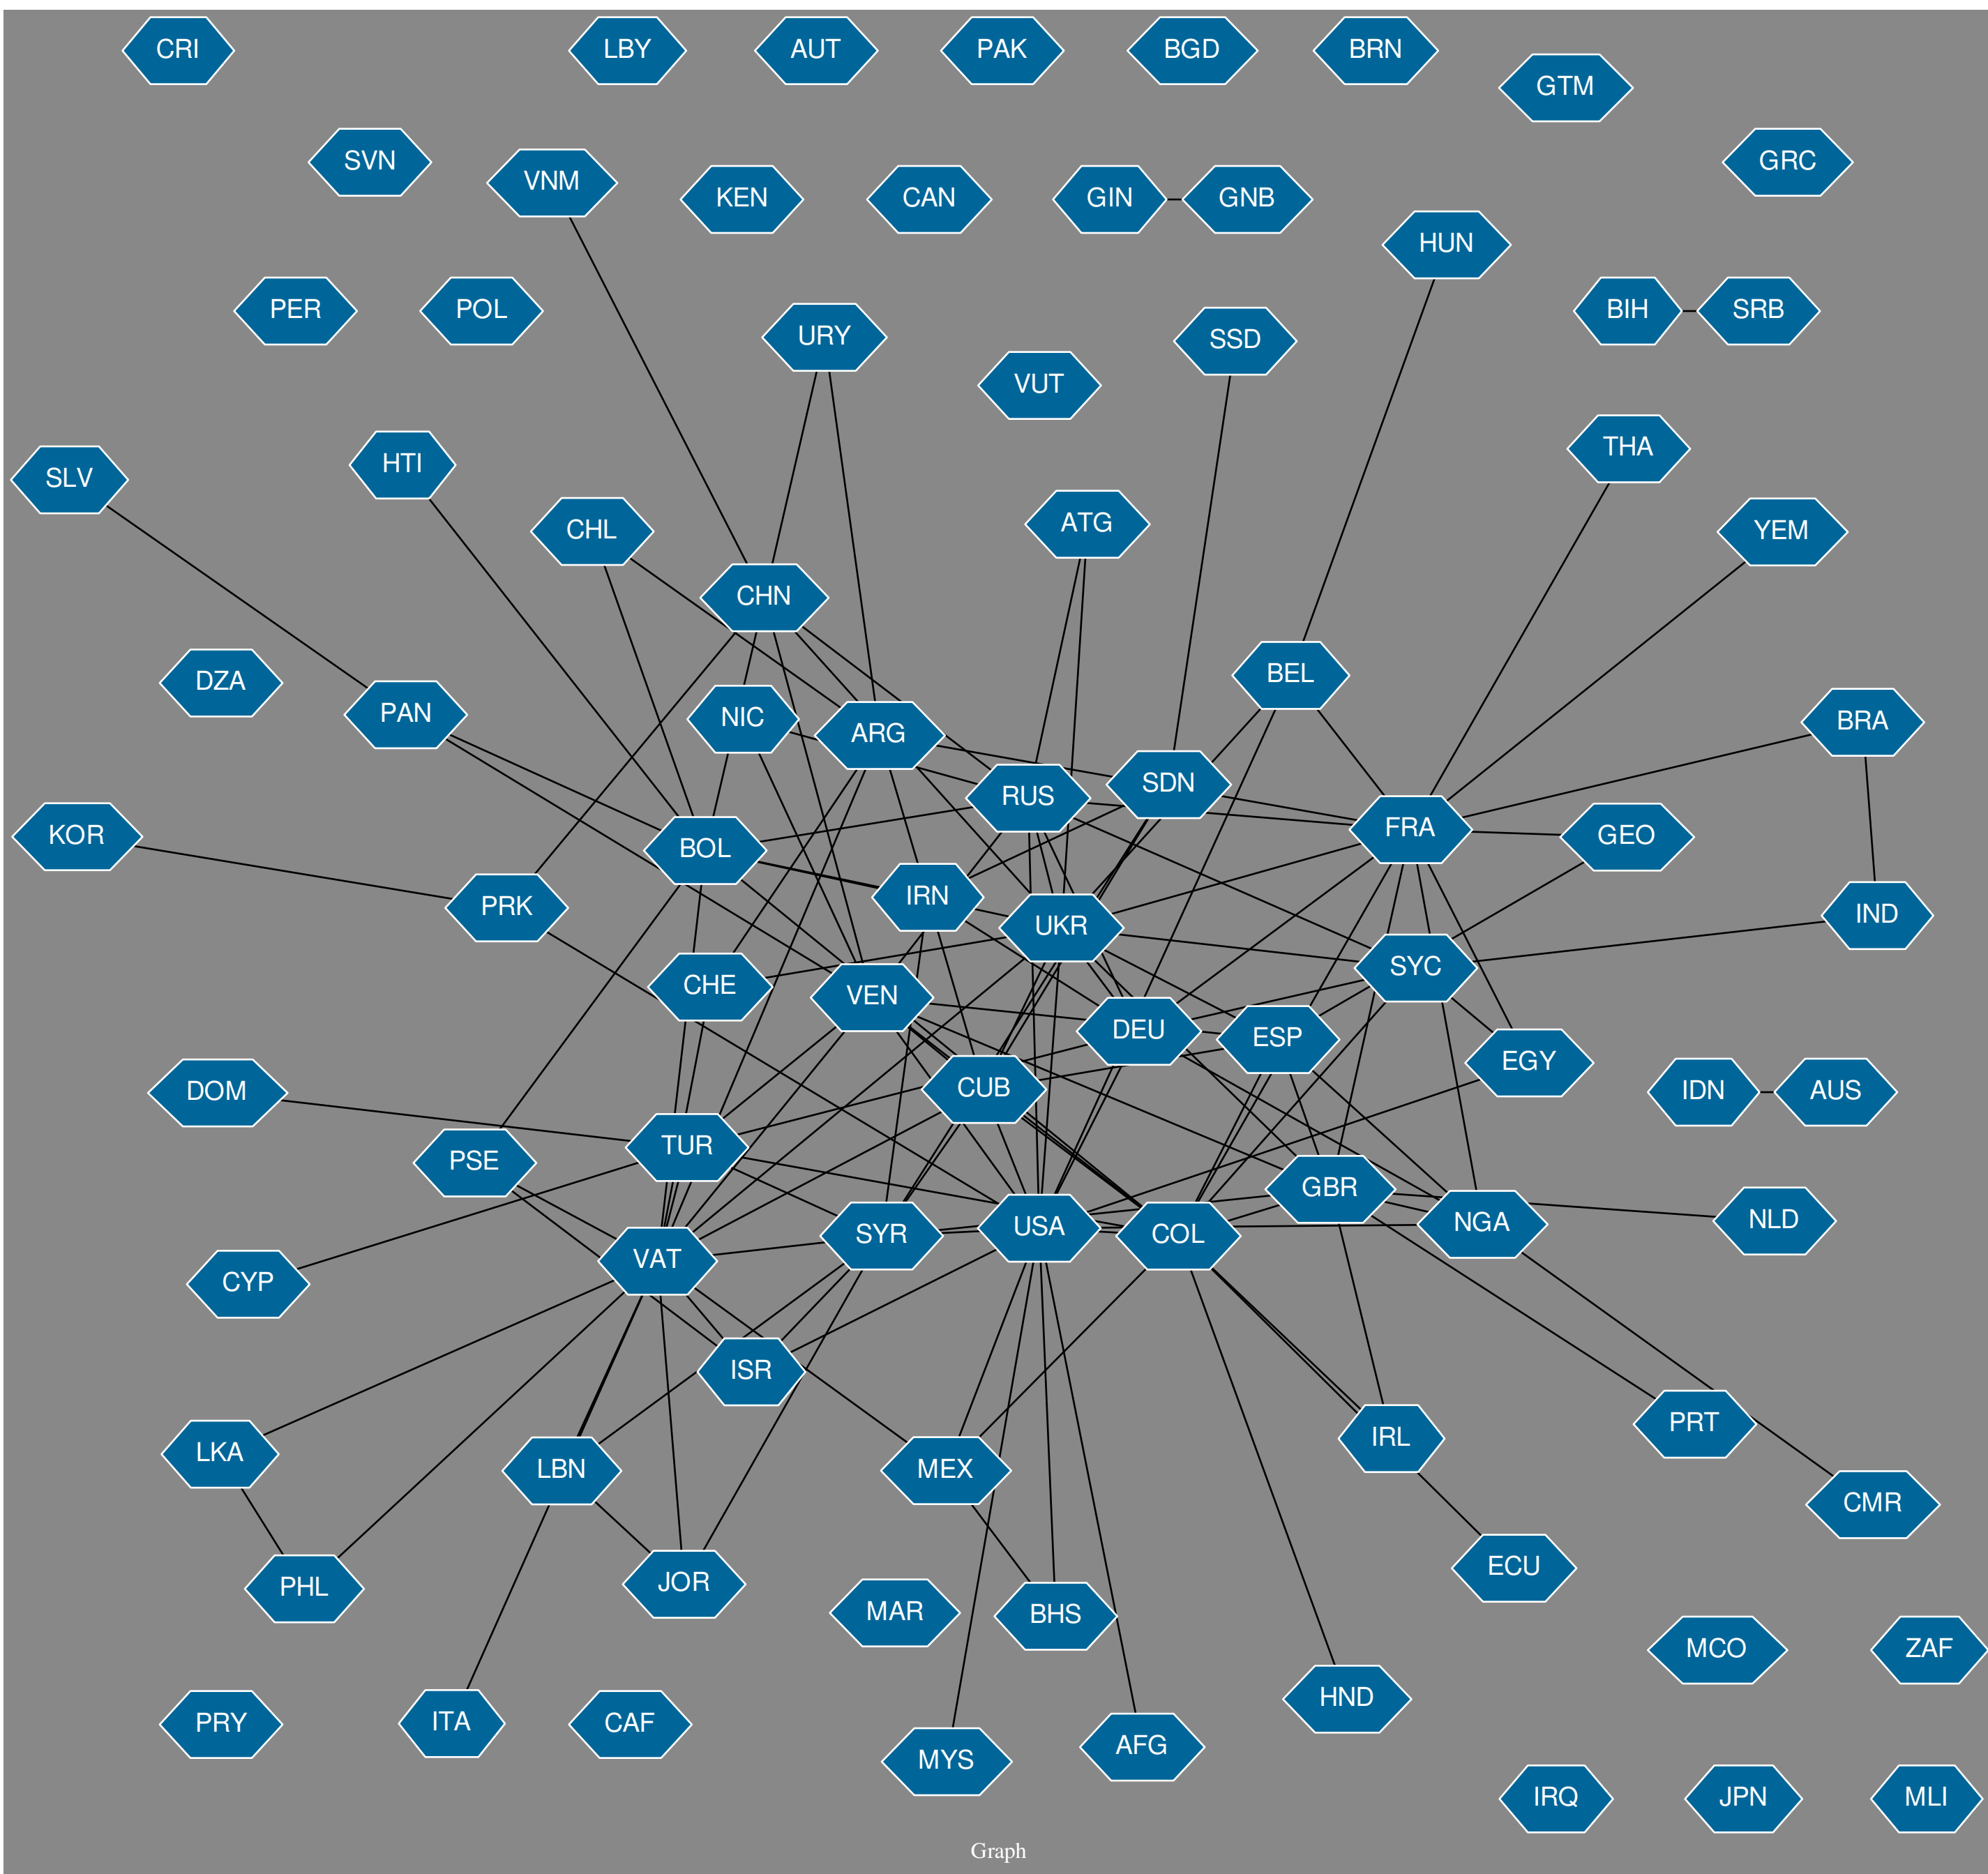 CRI
LBY
AUT
PAK
BGD
BRN
GTM
SVN
VNM
KEN
CAN
GIN
GNB
GRC
HUN
PER
POL
URY
SSD
BIH
SRB
VUT
SLV
HTI
THA
CHL
ATG
YEM
CHN
DZA
PAN
NIC
ARG
BEL
BRA
RUS
SDN
KOR
BOL
FRA
GEO
PRK
IRN
UKR
IND
CHE
VEN
SYC
DEU
ESP
EGY
DOM
CUB
IDN
AUS
PSE
TUR
GBR
CYP
VAT
SYR
USA
COL
NGA
NLD
ISR
LKA
LBN
MEX
IRL
PRT
CMR
PHL
JOR
MAR
BHS
ECU
MCO
ZAF
PRY
ITA
CAF
HND
MYS
AFG
IRQ
JPN
MLI
Graph